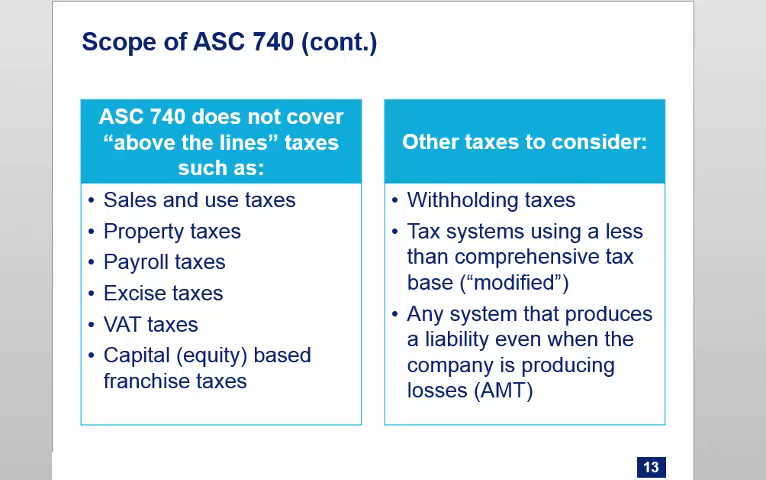 Scope of ASC 740 (cont.)
ASC 740 does not cover
“above the lines” taxes
such as:
• Sales and use taxes
• Property taxes
• Payroll taxes
• Excise taxes
• VAT taxes
• Capital (equity) based
franchise taxes
Other taxes to consider:
• Withholding taxes
• Tax systems using a less
than comprehensive tax
base (“modified”)
• Any system that produces
a liability even when the
company is producing
losses (AMT)
13